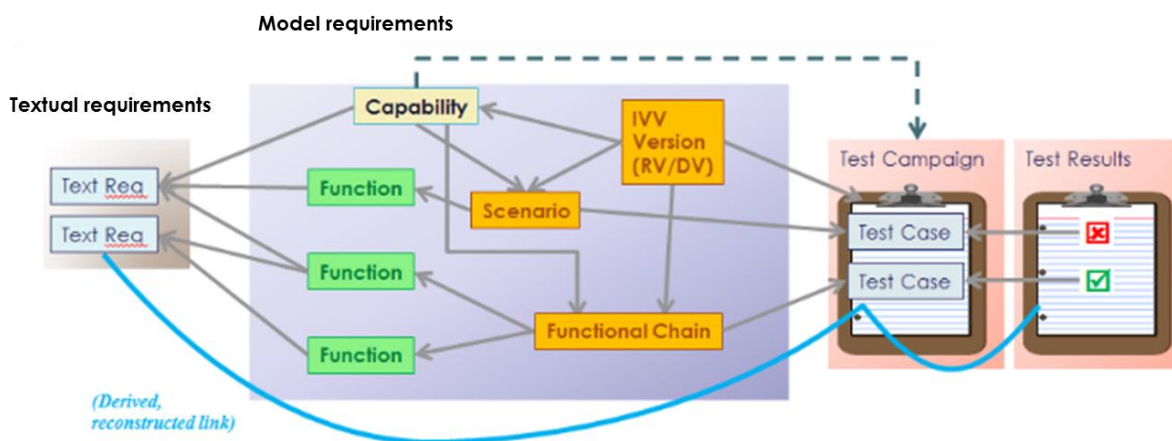 Model requirements
Textual requirements
Text Req
Text Req
Capability
Function
Function
Function
IVV
Version
(RV/DV)
Scenario
Functional Chain
Test Campaign
Test Case
Test Case
Test Results
(Derived,
reconstructed link)